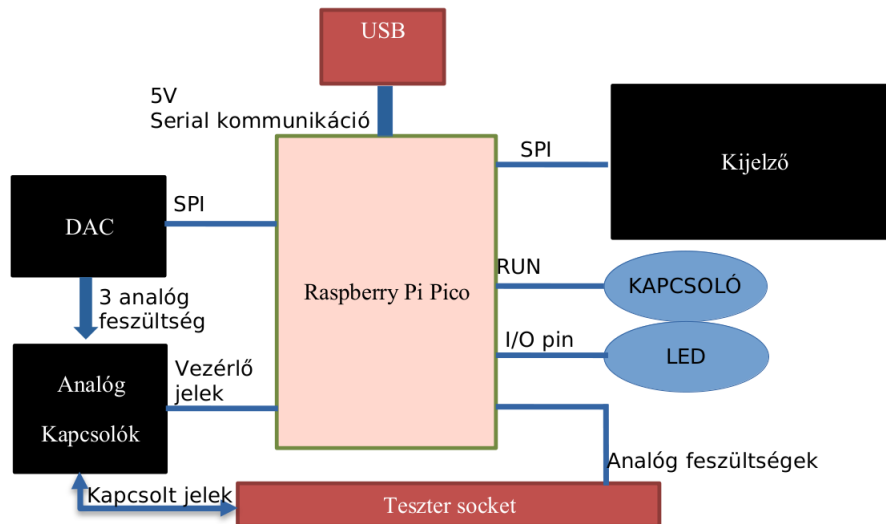 USB
5V
Serial kommunikáció
SPI
Kijelző
SPI
DAC
RUN
KAPCSOLÓ
Raspberry Pi Pico
3 analóg
feszültség
I/O pin
LED
Vezérlő
jelek
Analóg
Kapcsolók
Analóg feszültségek
Kapcsolt jelek
Teszter socket